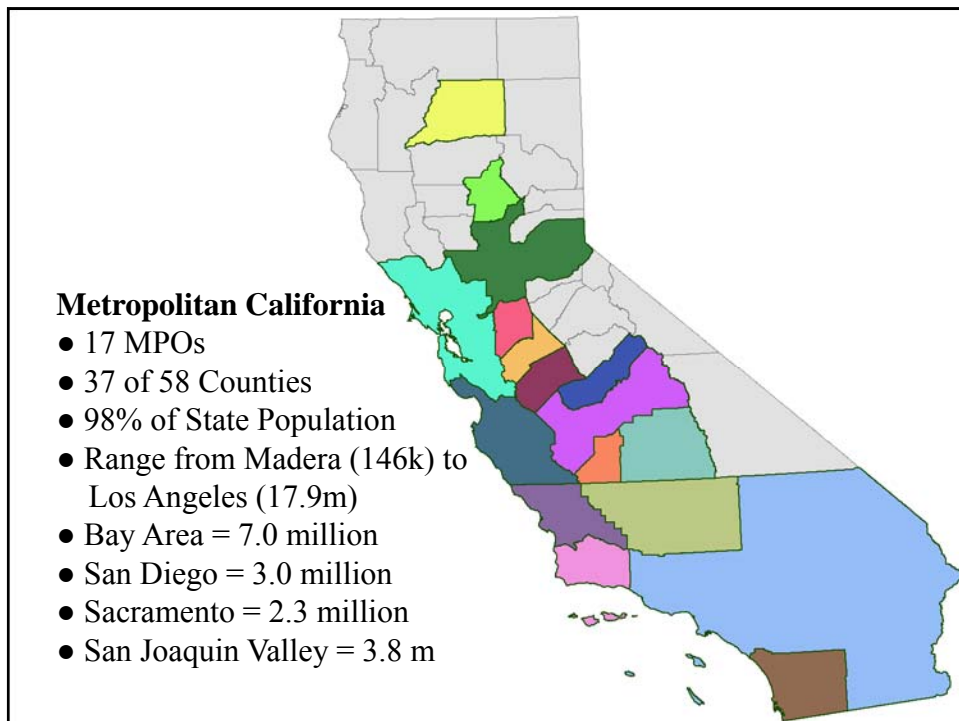 Metropolitan California
● 17 MPOs
● 37 of 58 Counties
● 98% of State Population
● Range from Madera (146k) to
Los Angeles (17.9m)
● Bay Area = 7.0 million
● San Diego = 3.0 million
● Sacramento = 2.3 million
● San Joaquin Valley = 3.8 m